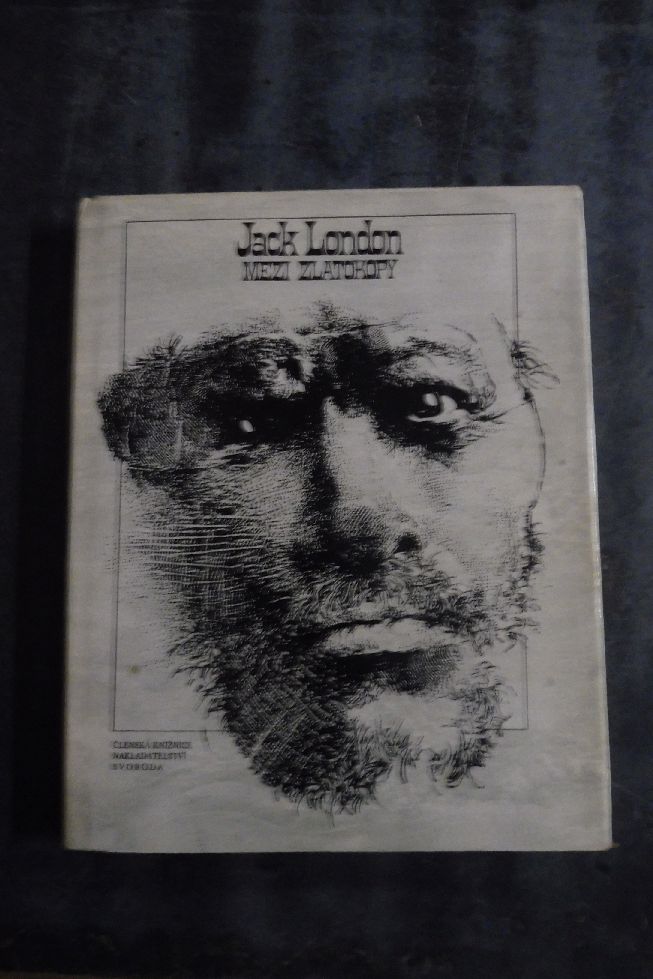 Jack London
MEZI ZLATOKOPY
ČLENSKÁ KNIŽNICE
NAKLADATELSTVÍ
SVOBODA